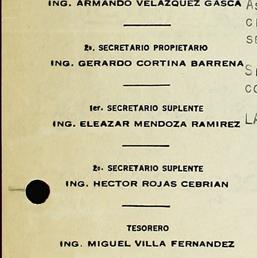 ING. ARMANDO VELAZQUEZ GASCA
2o. SECRETARIO PROPIETARIO
ING. GERARDO CORTINA BARRENA
1er. SECRETARIO SUPLENTE
ING. ELEAZAR MENDOZA RAMIREZ
2o. SECRETARIO SUPLENTE
ING. HECTOR ROJAS CEBRIAN
TESORERO
ING. MIGUEL VILLA FERNANDEZ